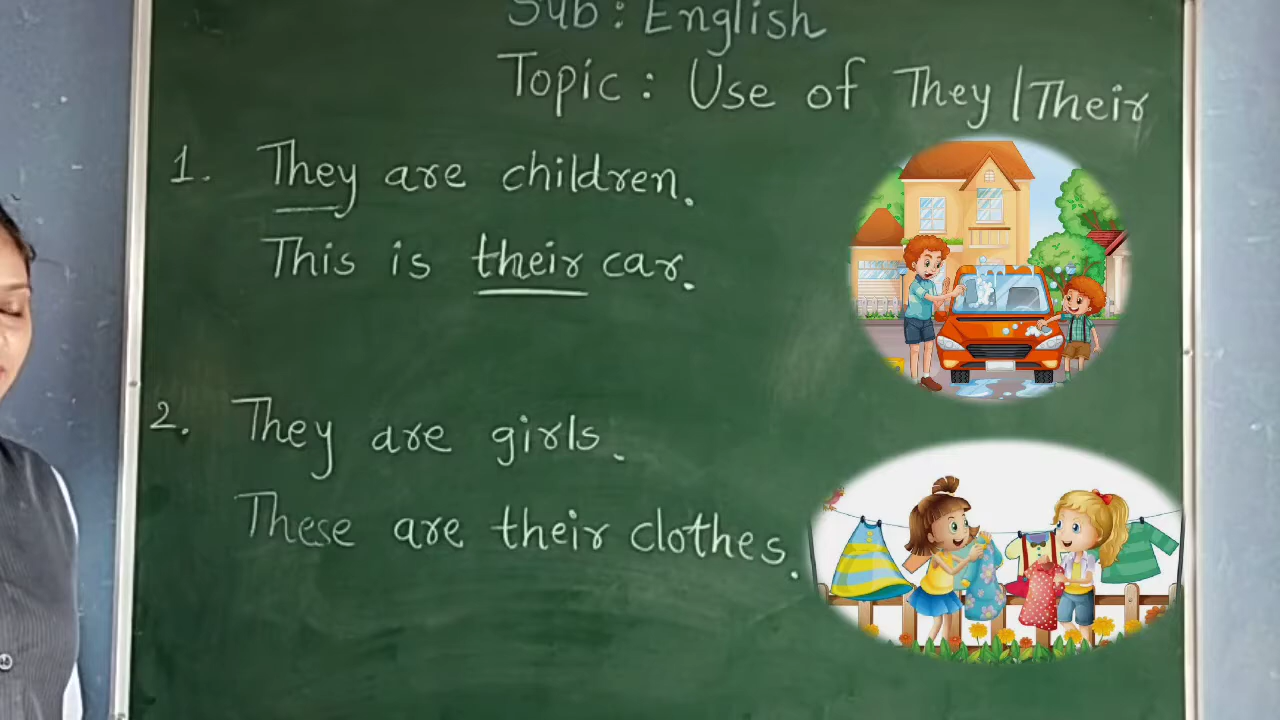 Sub : English
Topic : Use of They | Their
1. They are children.
This is their car.
2. They are girls.
These are their clothes.